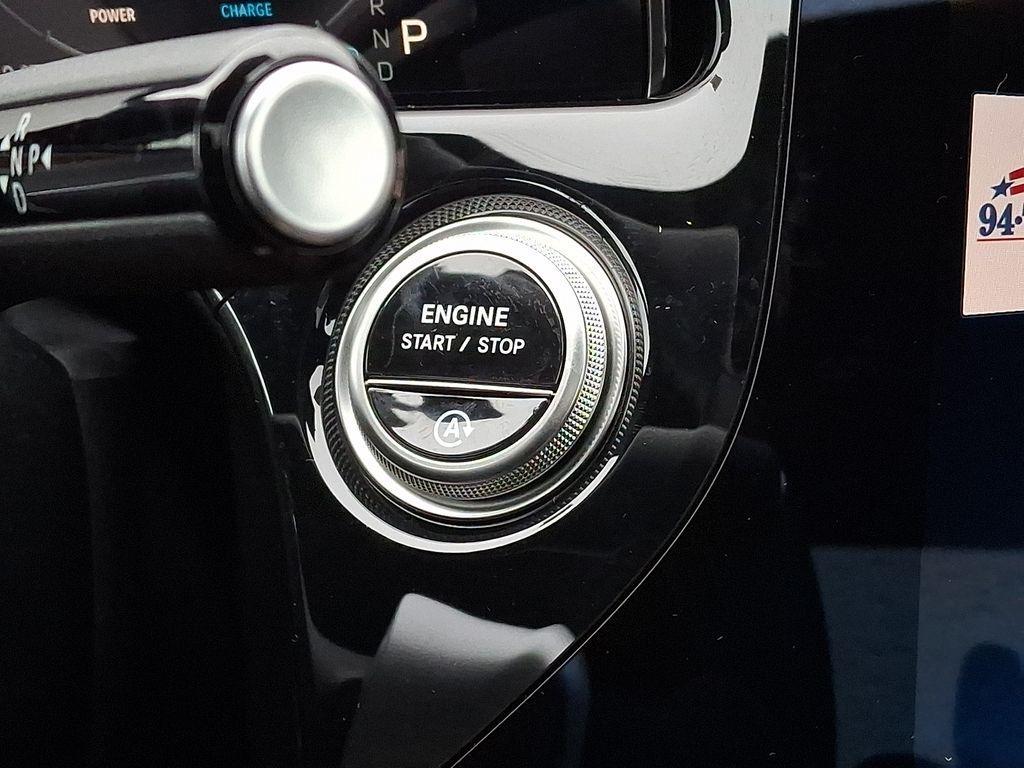 POWER
CHARGE
R
N
D
P
R
N P
D
ENGINE
START / STOP
A
94.